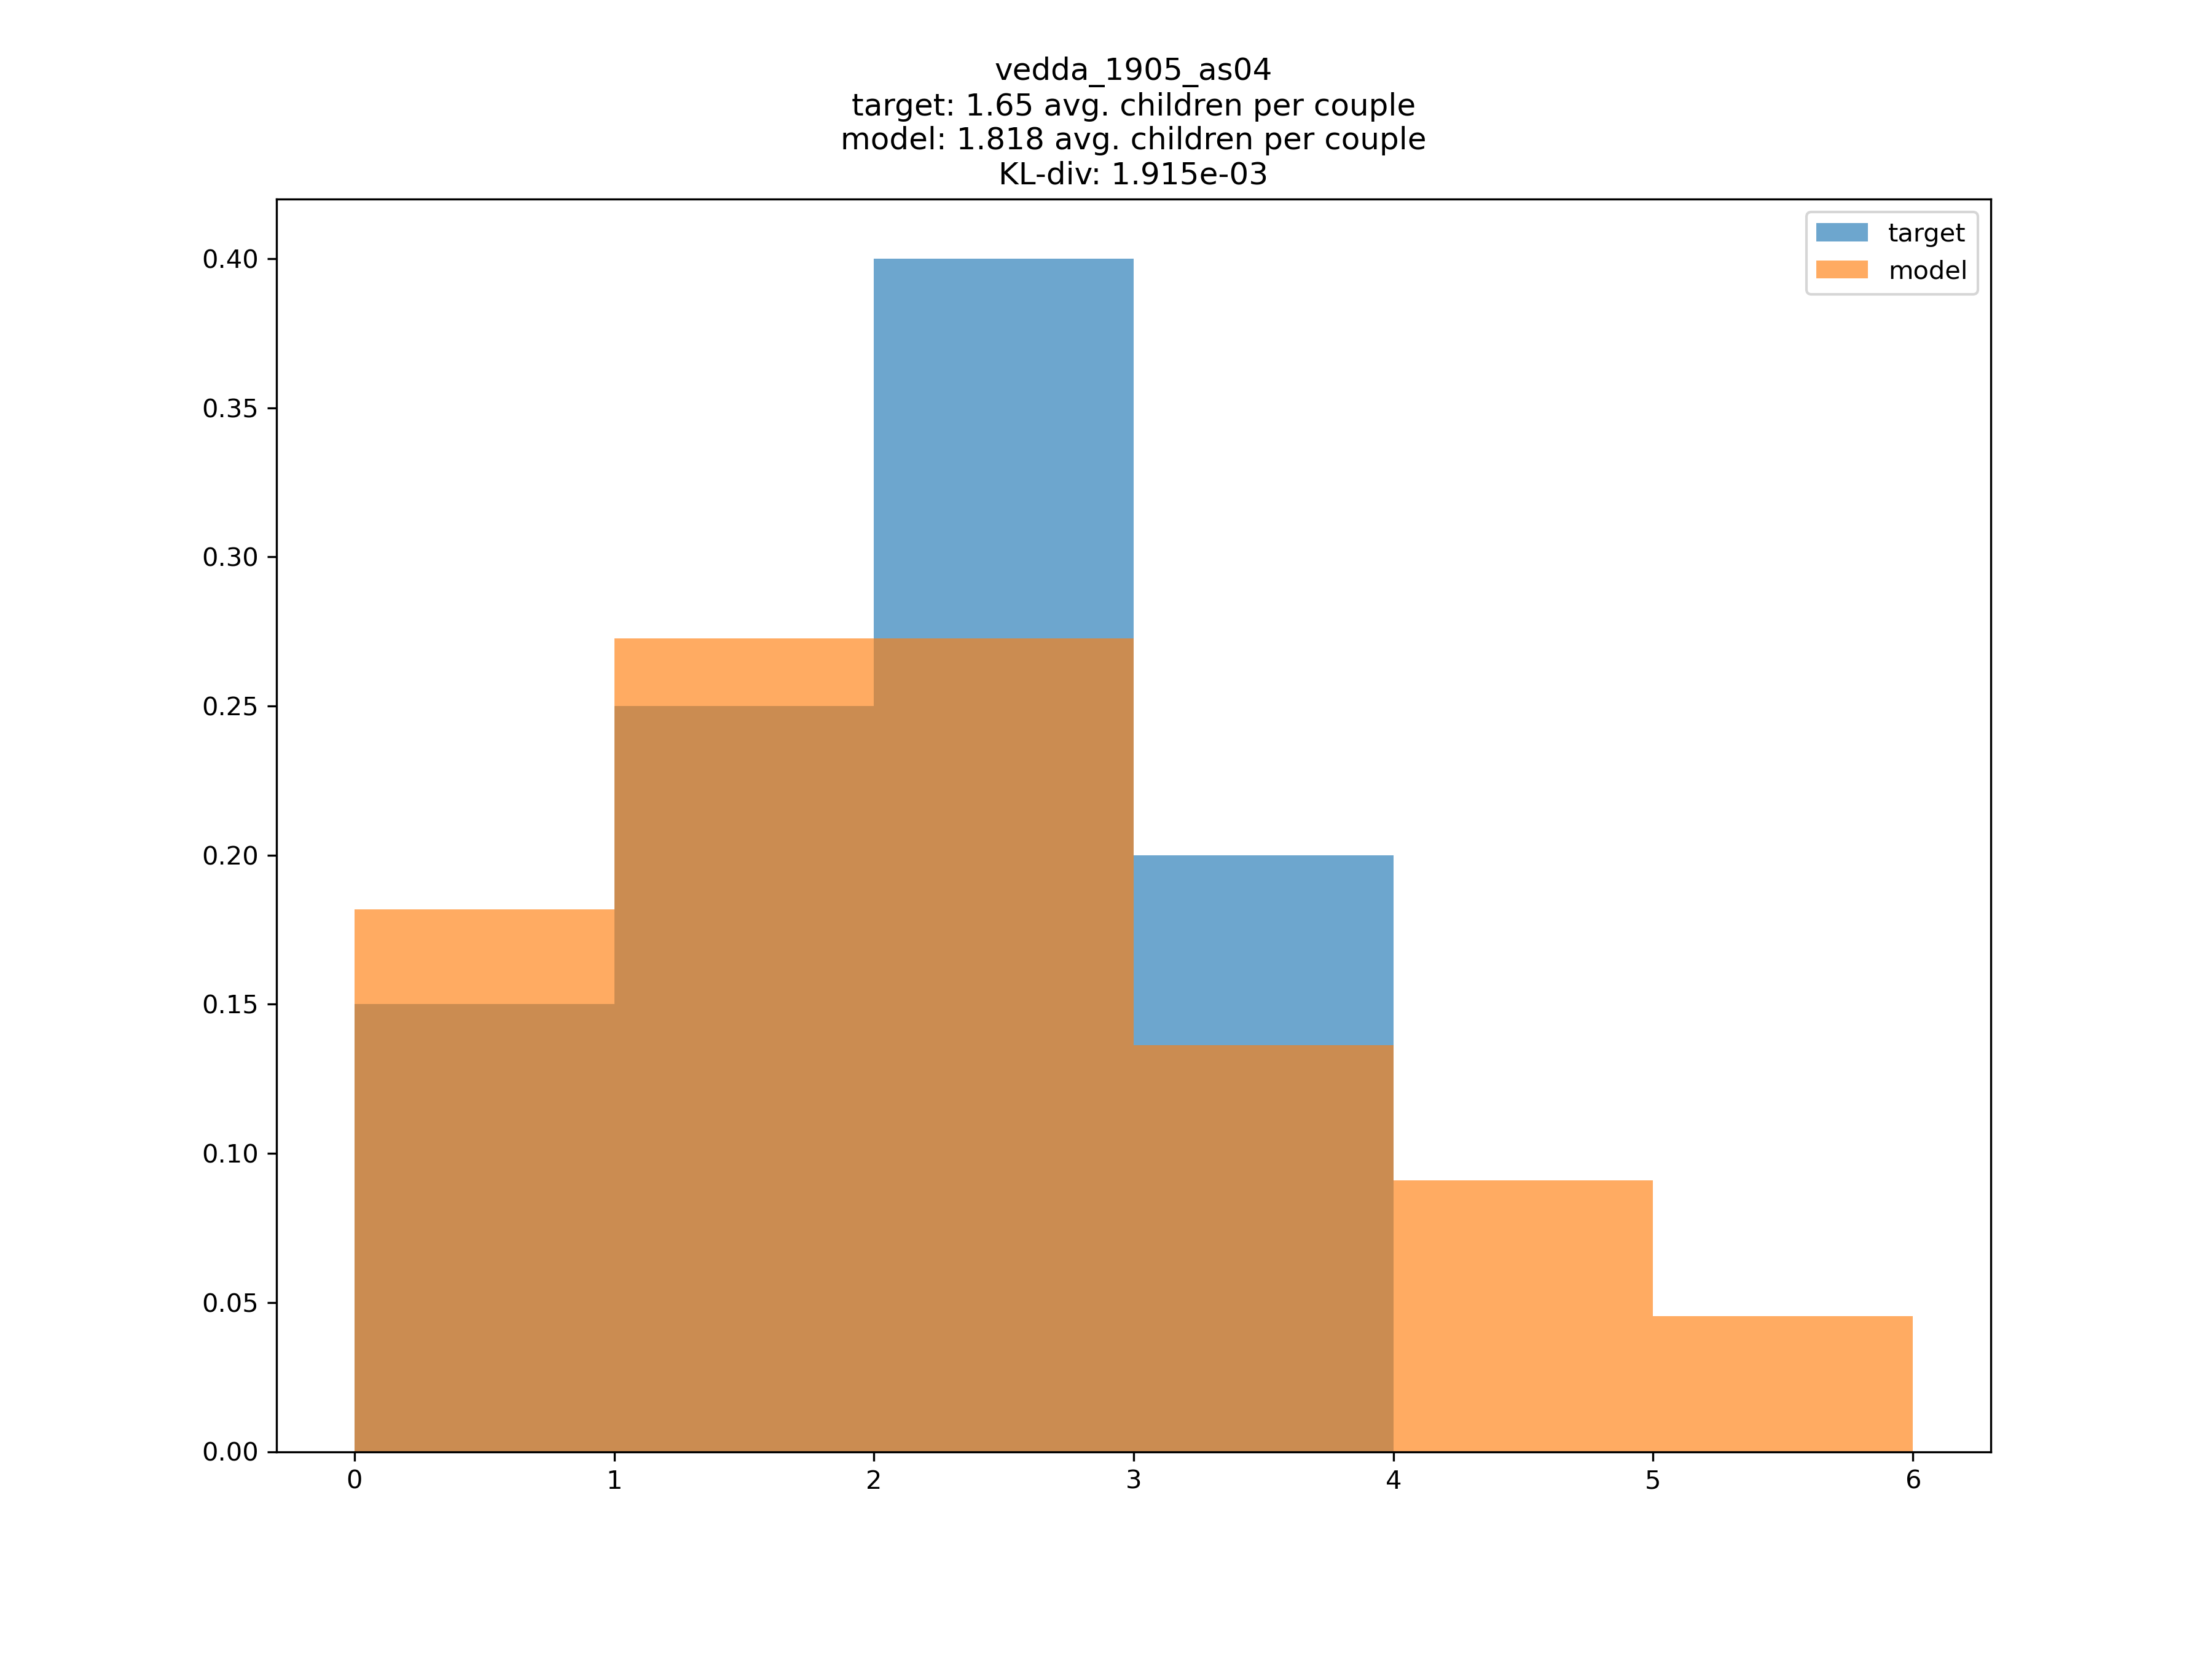 vedda_1905_as04
target: 1.65 avg. children per couple
model: 1.818 avg. children per couple
KL-div: 1.915e-03
target
model
0.40
0.35
0.30
0.25
0.20
0.15
0.10
0.05
0.00
0 1 2 3 4 5 6